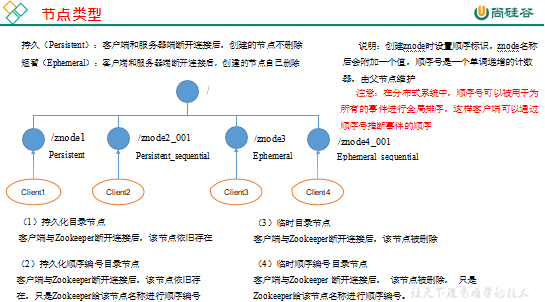 节点类型
尚硅谷
持久（Persistent）：客户端和服务器端断开连接后，创建的节点不删除
短暂（Ephemeral）：客户端和服务器端断开连接后，创建的节点自己删除
说明：创建znode时设置顺序标识，znode名称
后会附加一个值，顺序号是一个单调递增的计数
器，由父节点维护
注意：在分布式系统中，顺序号可以被用于为
所有的事件进行全局排序，这样客户端可以通过
顺序号推断事件的顺序
/
/znode1
Persistent
/znode2_001
Persistent_sequential
/znode3
Ephemeral
/znode4_001
Ephemeral_sequential
Client1
Client2
Client3
Client4
（1）持久化目录节点
客户端与Zookeeper断开连接后，该节点依旧存在
（2）持久化顺序编号目录节点
客户端与Zookeeper断开连接后，该节点依旧存
在，只是Zookeeper给该节点名称进行顺序编号
（3）临时目录节点
客户端与Zookeeper断开连接后，该节点被删除
（4）临时顺序编号目录节点
客户端与Zookeeper 断开连接后， 该节点被删除， 只是
Zookeeper给该节点名称进行顺序编号。
让天下没有难学的技术